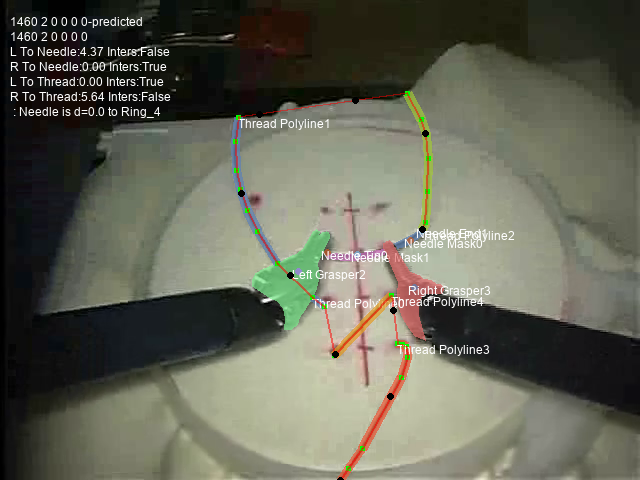 1460 2 0 0 0 0-predicted
1460 2 0 0 0 0
L To Needle:4.37 Inters:False
R To Needle:0.00 Inters:True
L To Thread:0.00 Inters:True
R To Thread:5.64 Inters:False
: Needle is d=0.0 to Ring_4
Thread Polyline1
Thread Polyline2
Needle Mask0
Needle Mask1
Left Grasper2
Right Grasper3
Thread Polyline4
Thread Polyline3